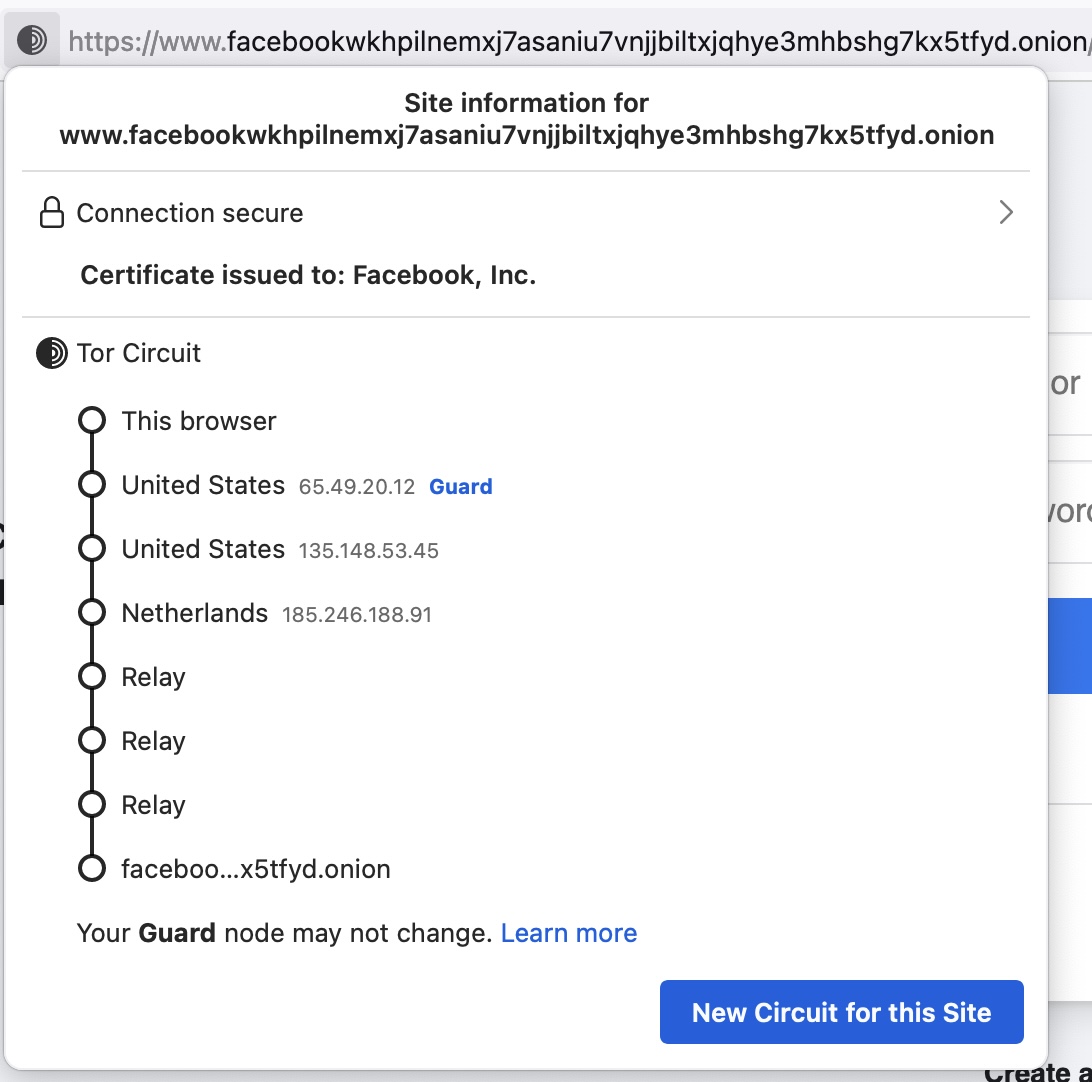 https://www.facebookwkhpilnemxj7asaniu7vnjjbiltxjqhye3mhbshg7kx5tfyd.onion/
Site information for
www.facebookwkhpilnemxj7asaniu7vnjjbiltxjqhye3mhbshg7kx5tfyd.onion
Connection secure
Certificate issued to: Facebook, Inc.
Tor Circuit
or
This browser
United States 65.49.20.12 Guard
United States 135.148.53.45
Netherlands 185.246.188.91
Relay
Relay
Relay
faceboo...x5tfyd.onion
Your Guard node may not change. Learn more
New Circuit for this Site
Create a